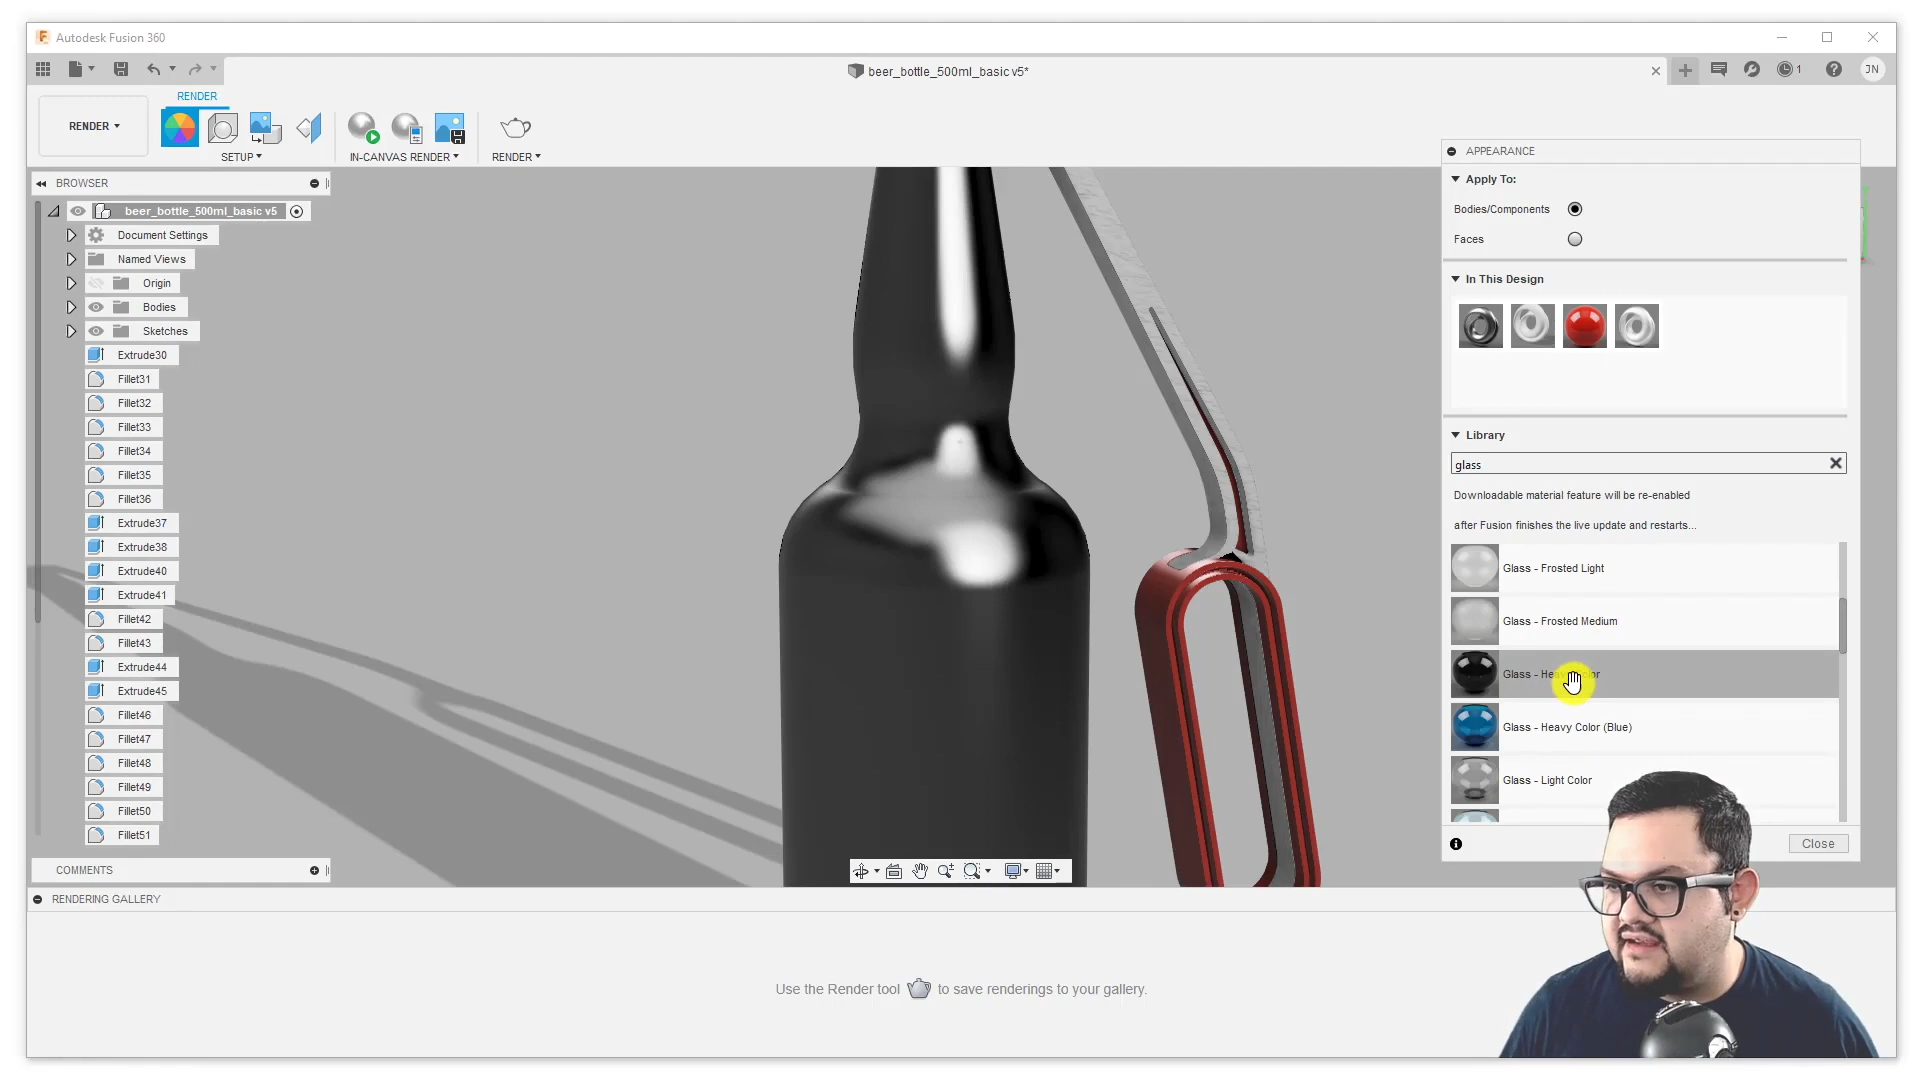 Autodesk Fusion 360
beer_bottle_500ml_basic v5*
1
JN
RENDER
RENDER
SETUP
IN-CANVAS RENDER
RENDER
BROWSER
beer_bottle_500ml_basic v5
Document Settings
Named Views
Origin
Bodies
Sketches
Extrude30
Fillet31
Fillet32
Fillet33
Fillet34
Fillet35
Fillet36
Extrude37
Extrude38
Extrude40
Extrude41
Fillet42
Fillet43
Extrude44
Extrude45
Fillet46
Fillet47
Fillet48
Fillet49
Fillet50
Fillet51
COMMENTS
APPEARANCE
Apply To:
Bodies/Components
Faces
In This Design
Library
glass
Downloadable material feature will be re-enabled
after Fusion finishes the live update and restarts...
Glass - Frosted Light
Glass - Frosted Medium
Glass -
Glass - Heavy Color (Blue)
Glass - Light Color
Close
RENDERING GALLERY
Use the Render tool to save renderings to your gallery.